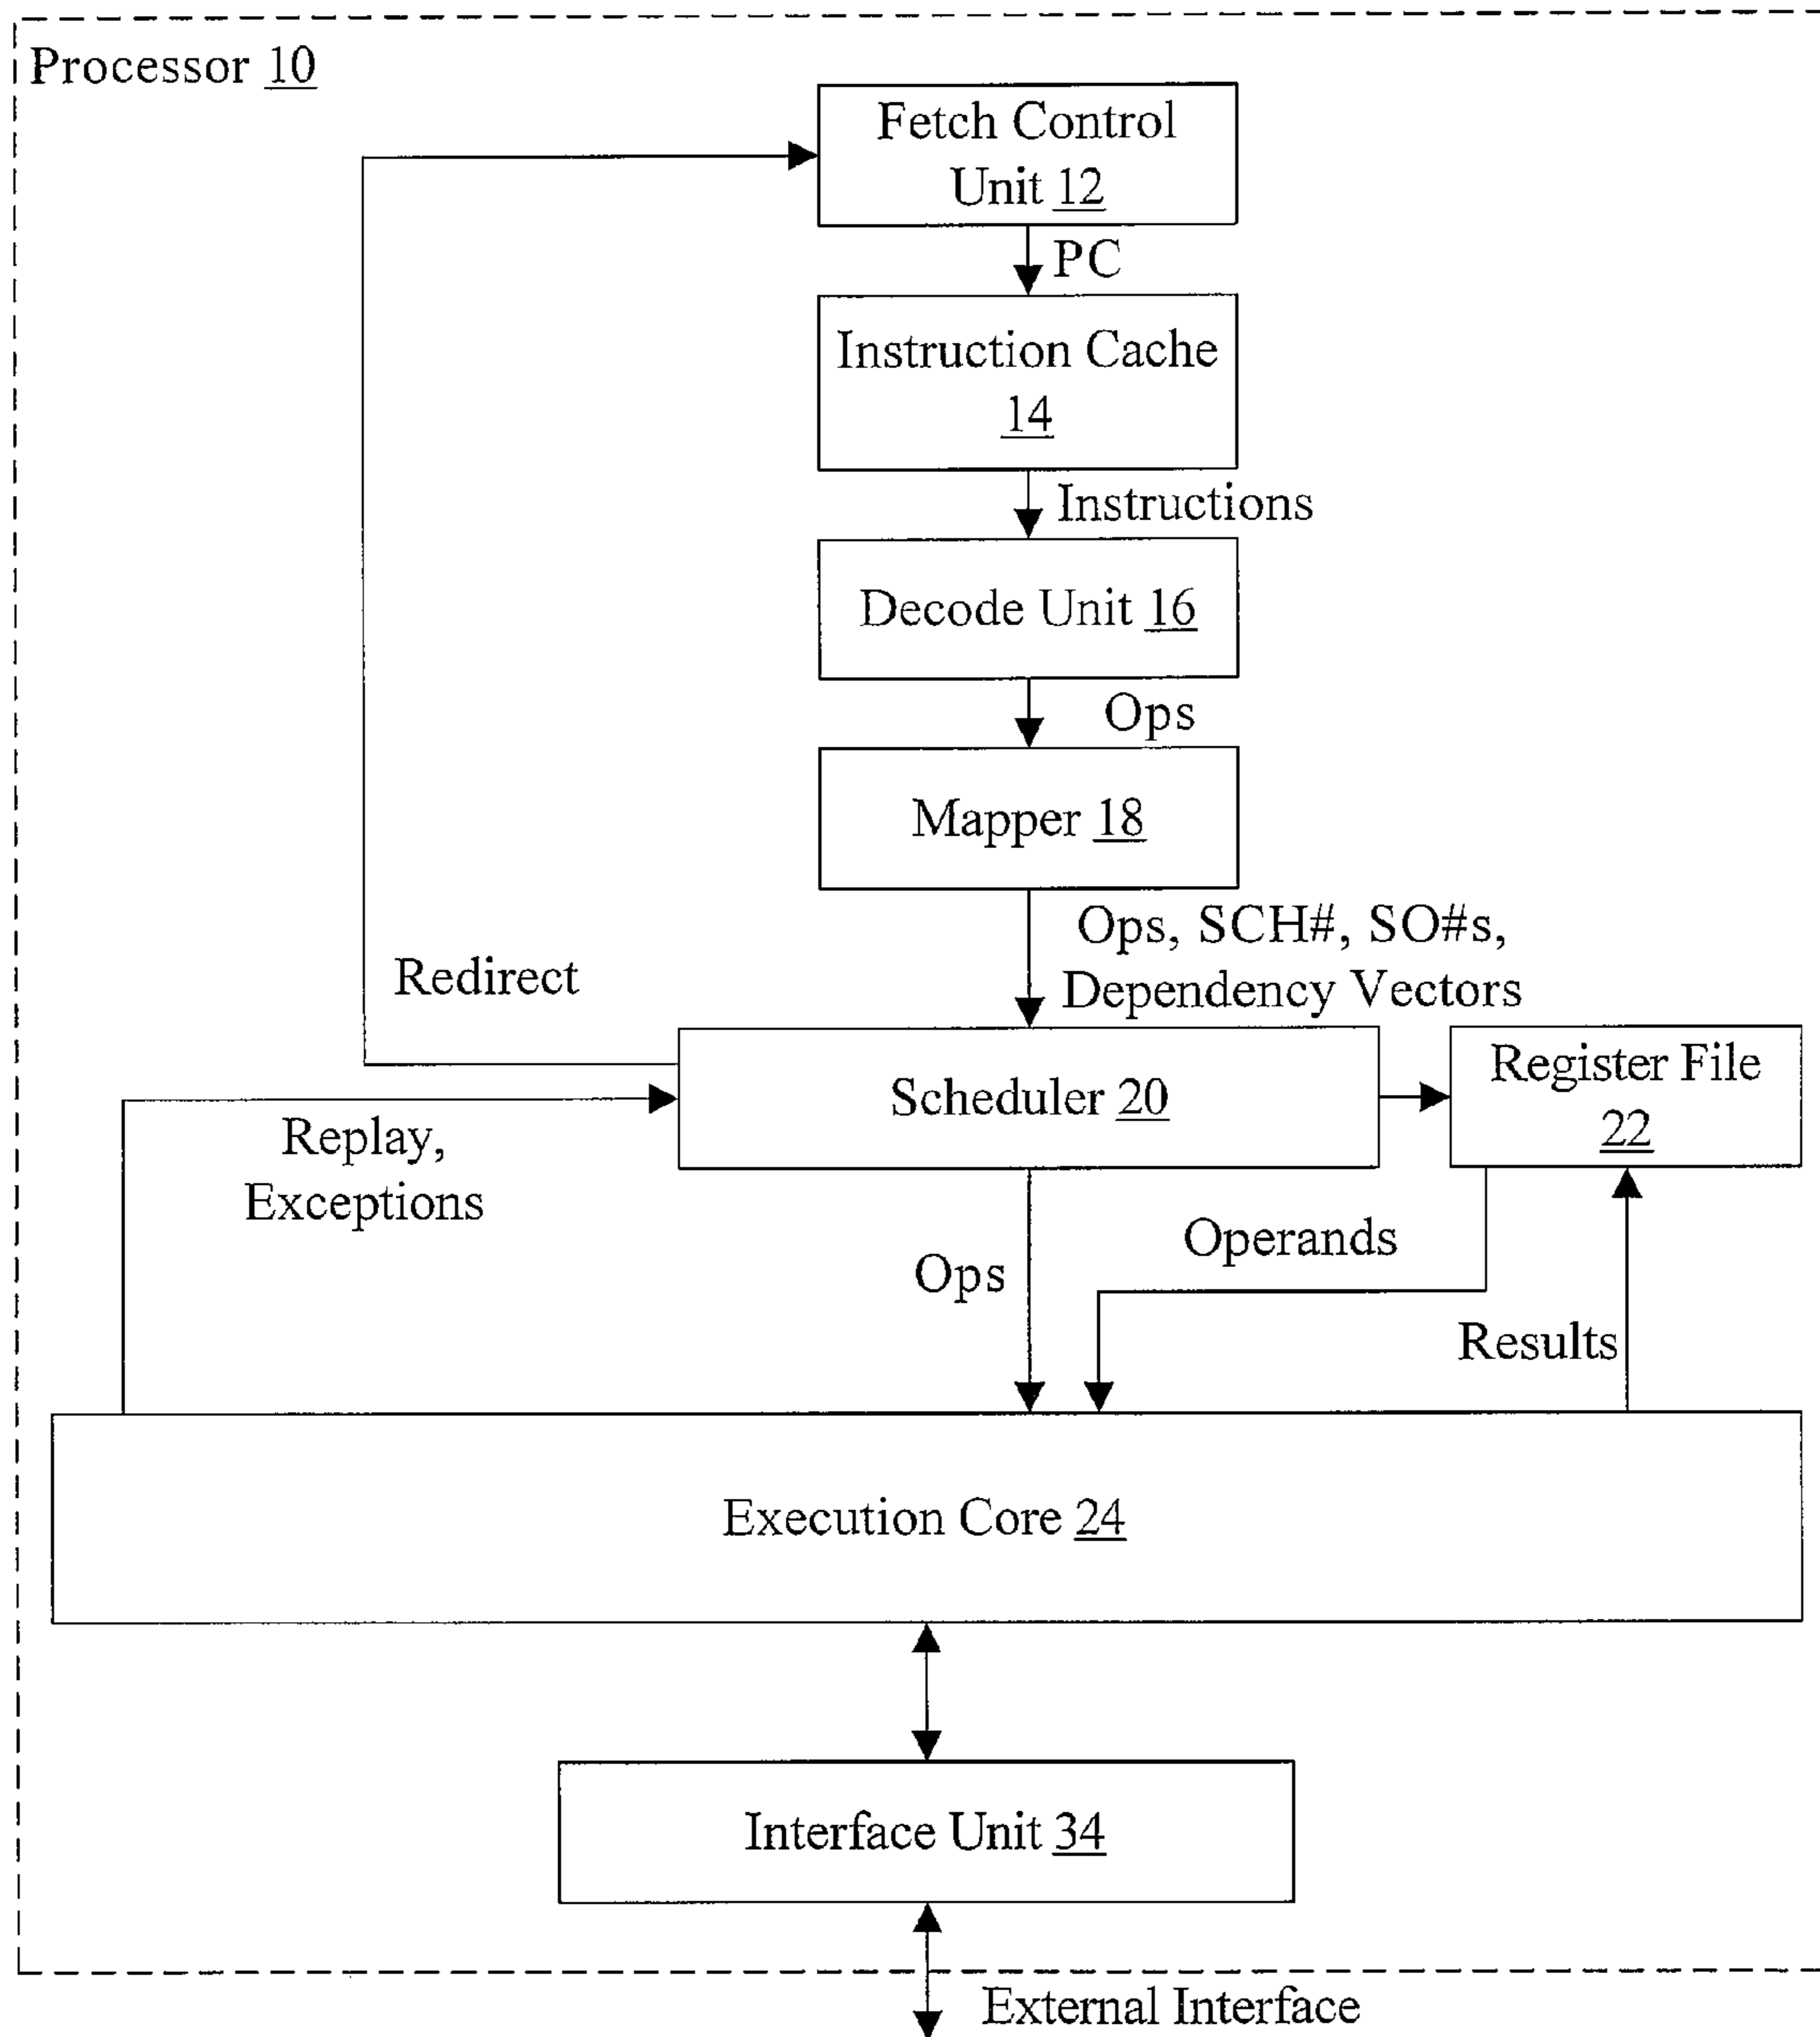 Processor 10
Fetch Control
Unit 12
PC
Instruction Cache
14
Instructions
Decode Unit 16
Ops
Mapper 18
Ops, SCH#, SO#s,
Dependency Vectors
Redirect
Scheduler 20
Register File
22
Replay,
Exceptions
Operands
Ops
Results
Execution Core 24
Interface Unit 34
External Interface